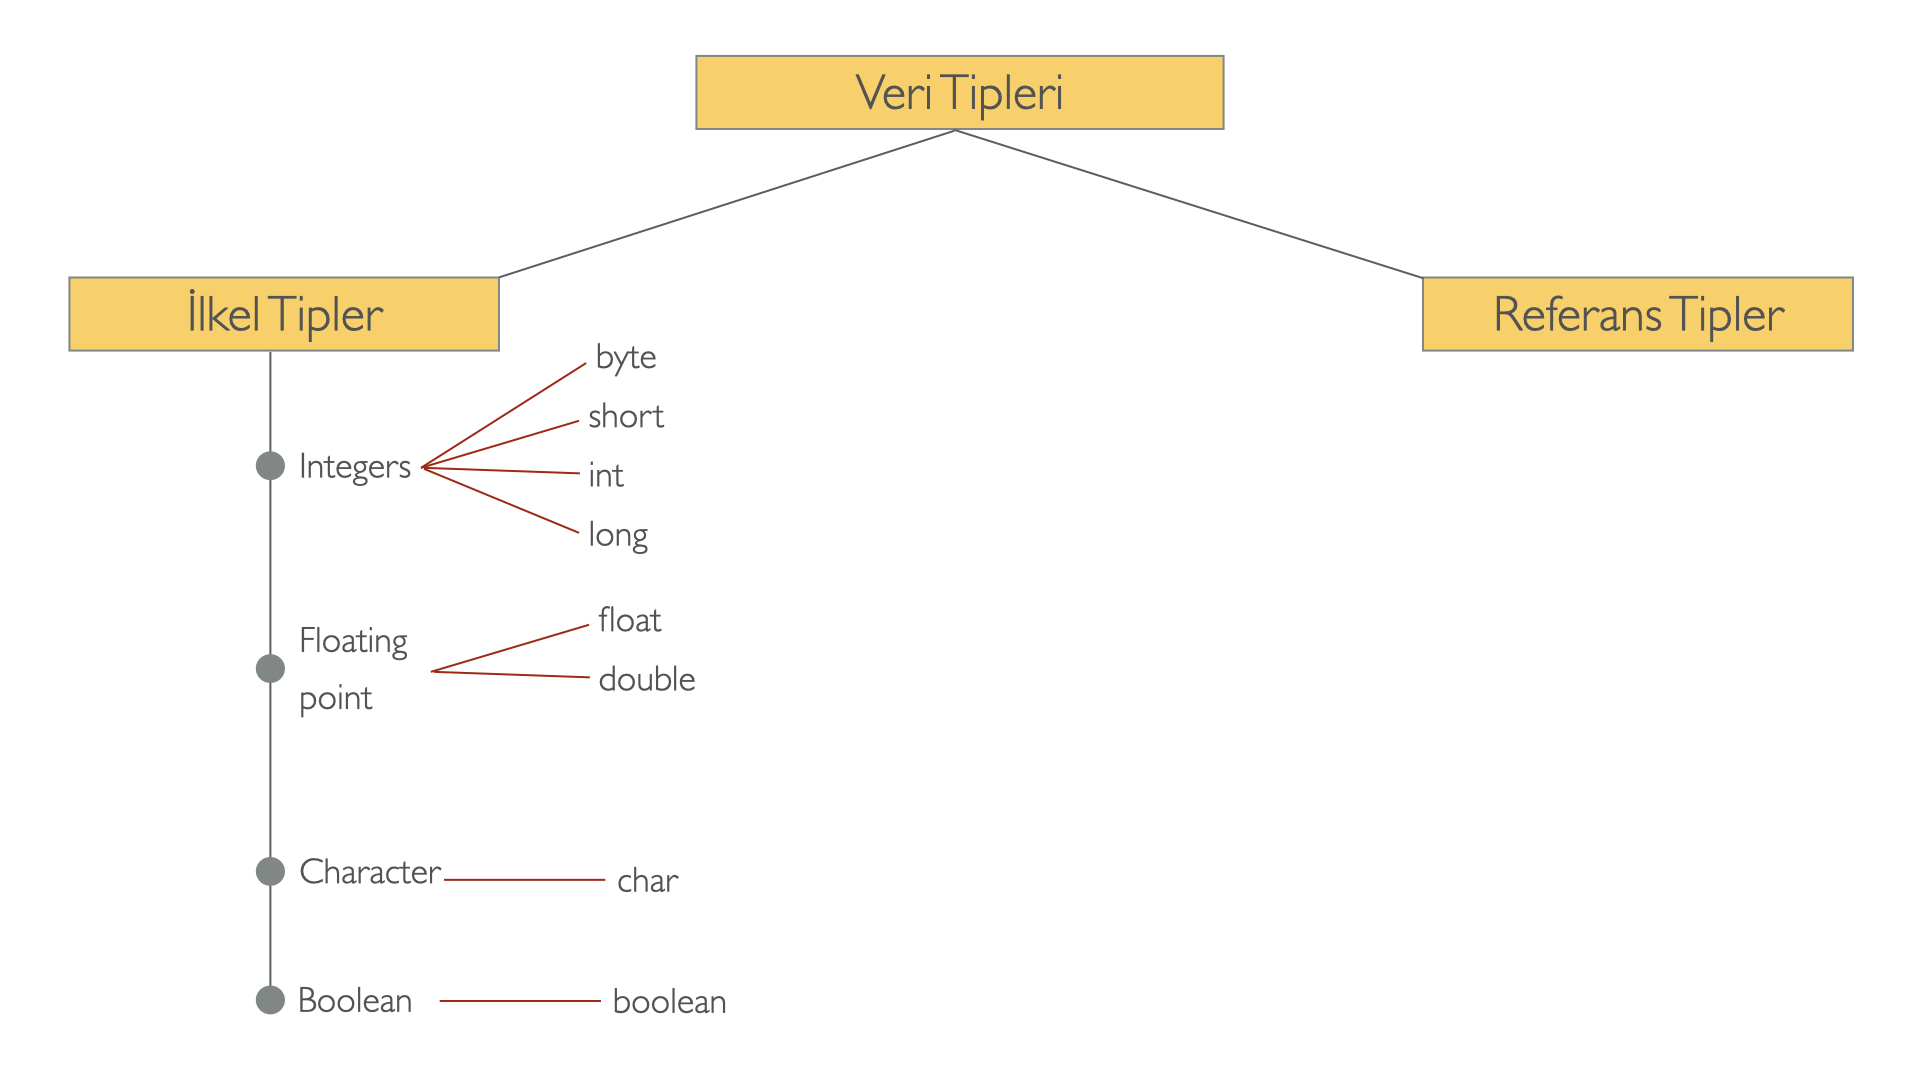 Veri Tipleri
İlkel Tipler
Referans Tipler
byte
short
Integers
int
long
float
Floating
point
double
Character
char
Boolean
boolean